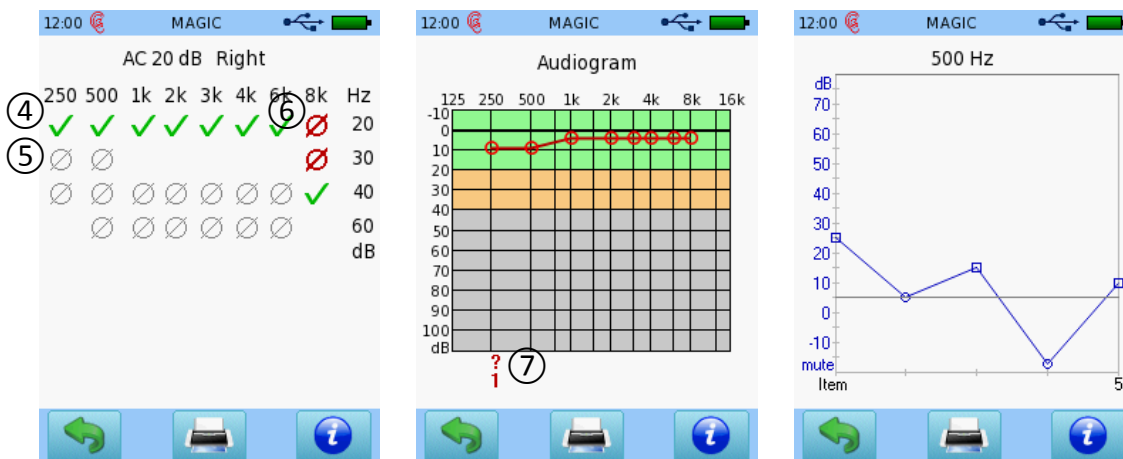 12:00 MAGIC
AC 20 dB Right
④ 250 500 1k 2k 3k 4k 6k 8k Hz
⑥ 20
⑤ 30
40
60
dB
12:00 MAGIC
Audiogram
125 250 500 1k 2k 4k 8k 16k
-10
0
10
20
30
40
50
60
70
80
90
100
dB
? ⑦
1
12:00 MAGIC
500 Hz
dB
70
60
50
40
30
20
10
0
-10
mute
Item 5
i
i
i